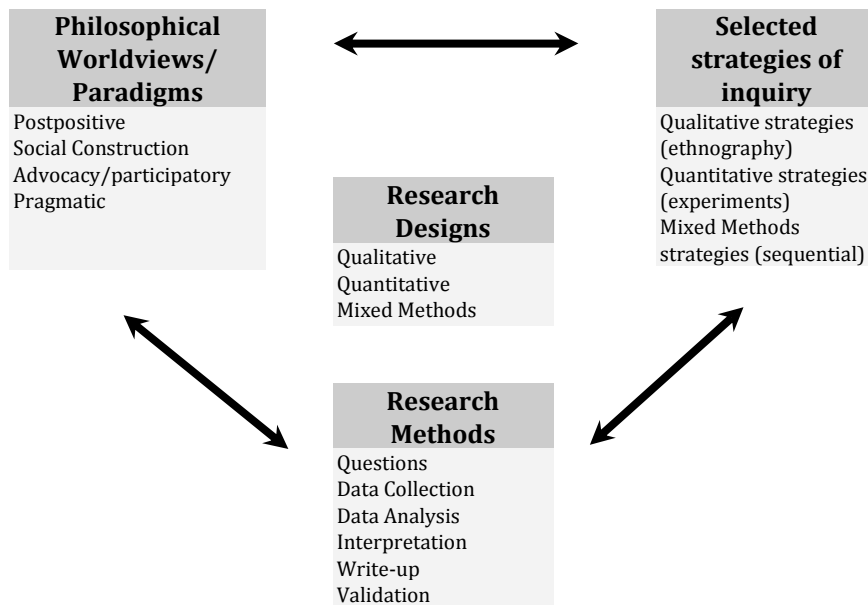 Philosophical
Worldviews/
Paradigms
Postpositive
Social Construction
Advocacy/participatory
Pragmatic
Selected
strategies of
inquiry
Qualitative strategies
(ethnography)
Quantitative strategies
(experiments)
Mixed Methods
strategies (sequential)
Research
Designs
Qualitative
Quantitative
Mixed Methods
Research
Methods
Questions
Data Collection
Data Analysis
Interpretation
Write-up
Validation